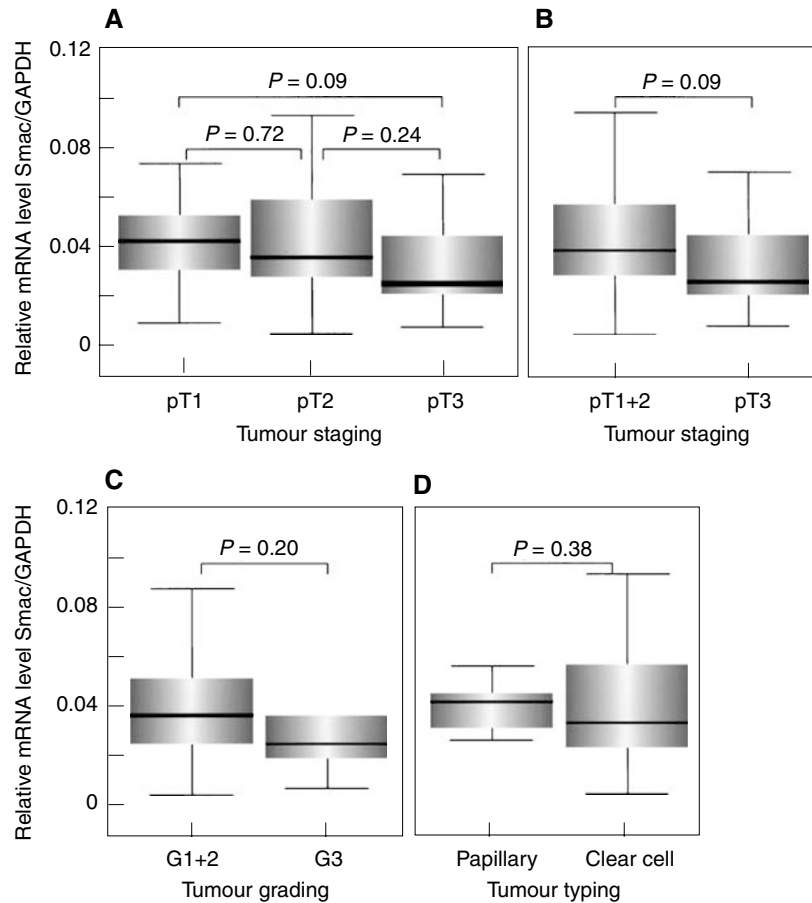 A
B
Relative mRNA level Smac/GAPDH
0.12
0.08
0.04
0
P = 0.09
P = 0.72
P = 0.24
P = 0.09
pT1
pT2
pT3
pT1+2
pT3
Tumour staging
Tumour staging
C
D
Relative mRNA level Smac/GAPDH
0.12
0.08
0.04
0
P = 0.20
P = 0.38
G1+2
G3
Papillary
Clear cell
Tumour grading
Tumour typing